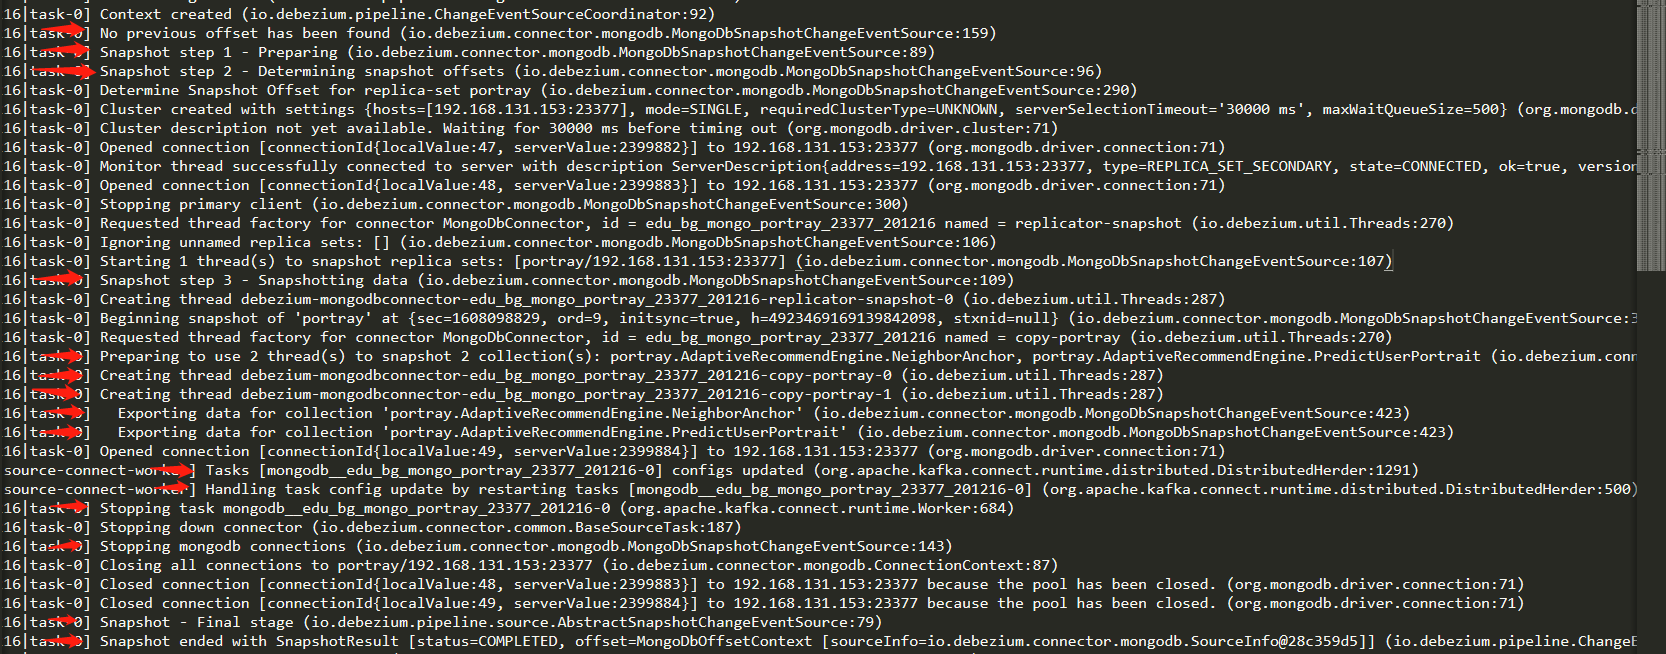 16|task-0] Context created (io.debezium.pipeline.ChangeEventSourceCoordinator:92)
16|task-0] No previous offset has been found (io.debezium.connector.mongodb.MongoDbSnapshotChangeEventSource:159)
16|task-0] Snapshot step 1 - Preparing (io.debezium.connector.mongodb.MongoDbSnapshotChangeEventSource:89)
16|task-0] Snapshot step 2 - Determining snapshot offsets (io.debezium.connector.mongodb.MongoDbSnapshotChangeEventSource:96)
16|task-0] Determine Snapshot Offset for replica-set portray (io.debezium.connector.mongodb.MongoDbSnapshotChangeEventSource:290)
16|task-0] Cluster created with settings {hosts=[192.168.131.153:23377], mode=SINGLE, requiredClusterType=UNKNOWN, serverSelectionTimeout='30000 ms', maxWaitQueueSize=500} (org.mongodb.d
16|task-0] Cluster description not yet available. Waiting for 30000 ms before timing out (org.mongodb.driver.cluster:71)
16|task-0] Opened connection [connectionId{localValue:47, serverValue:2399882}] to 192.168.131.153:23377 (org.mongodb.driver.connection:71)
16|task-0] Monitor thread successfully connected to server with description ServerDescription{address=192.168.131.153:23377, type=REPLICA_SET_SECONDARY, state=CONNECTED, ok=true, version
16|task-0] Opened connection [connectionId{localValue:48, serverValue:2399883}] to 192.168.131.153:23377 (org.mongodb.driver.connection:71)
16|task-0] Stopping primary client (io.debezium.connector.mongodb.MongoDbSnapshotChangeEventSource:300)
16|task-0] Requested thread factory for connector MongoDbConnector, id = edu_bg_mongo_portray_23377_201216 named = replicator-snapshot (io.debezium.util.Threads:270)
16|task-0] Ignoring unnamed replica sets: [] (io.debezium.connector.mongodb.MongoDbSnapshotChangeEventSource:106)
16|task-0] Starting 1 thread(s) to snapshot replica sets: [portray/192.168.131.153:23377] (io.debezium.connector.mongodb.MongoDbSnapshotChangeEventSource:107)
16|task-0] Snapshot step 3 - Snapshotting data (io.debezium.connector.mongodb.MongoDbSnapshotChangeEventSource:109)
16|task-0] Creating thread debezium-mongodbconnector-edu_bg_mongo_portray_23377_201216-replicator-snapshot-0 (io.debezium.util.Threads:287)
16|task-0] Beginning snapshot of 'portray' at {sec=1608098829, ord=9, initsync=true, h=4923469169139842098, stxnid=null} (io.debezium.connector.mongodb.MongoDbSnapshotChangeEventSource:3
16|task-0] Requested thread factory for connector MongoDbConnector, id = edu_bg_mongo_portray_23377_201216 named = copy-portray (io.debezium.util.Threads:270)
16|task-0] Preparing to use 2 thread(s) to snapshot 2 collection(s): portray.AdaptiveRecommendEngine.NeighborAnchor, portray.AdaptiveRecommendEngine.PredictUserPortrait (io.debezium.conn
16|task-0] Creating thread debezium-mongodbconnector-edu_bg_mongo_portray_23377_201216-copy-portray-0 (io.debezium.util.Threads:287)
16|task-0] Creating thread debezium-mongodbconnector-edu_bg_mongo_portray_23377_201216-copy-portray-1 (io.debezium.util.Threads:287)
16|task-0]   Exporting data for collection 'portray.AdaptiveRecommendEngine.NeighborAnchor' (io.debezium.connector.mongodb.MongoDbSnapshotChangeEventSource:423)
16|task-0]   Exporting data for collection 'portray.AdaptiveRecommendEngine.PredictUserPortrait' (io.debezium.connector.mongodb.MongoDbSnapshotChangeEventSource:423)
16|task-0] Opened connection [connectionId{localValue:49, serverValue:2399884}] to 192.168.131.153:23377 (org.mongodb.driver.connection:71)
source-connect-worker] Tasks [mongodb__edu_bg_mongo_portray_23377_201216-0] configs updated (org.apache.kafka.connect.runtime.distributed.DistributedHerder:1291)
source-connect-worker] Handling task config update by restarting tasks [mongodb__edu_bg_mongo_portray_23377_201216-0] (org.apache.kafka.connect.runtime.distributed.DistributedHerder:500)
16|task-0] Stopping task mongodb__edu_bg_mongo_portray_23377_201216-0 (org.apache.kafka.connect.runtime.Worker:684)
16|task-0] Stopping down connector (io.debezium.connector.common.BaseSourceTask:187)
16|task-0] Stopping mongodb connections (io.debezium.connector.mongodb.MongoDbSnapshotChangeEventSource:143)
16|task-0] Closing all connections to portray/192.168.131.153:23377 (io.debezium.connector.mongodb.ConnectionContext:87)
16|task-0] Closed connection [connectionId{localValue:48, serverValue:2399883}] to 192.168.131.153:23377 because the pool has been closed. (org.mongodb.driver.connection:71)
16|task-0] Closed connection [connectionId{localValue:49, serverValue:2399884}] to 192.168.131.153:23377 because the pool has been closed. (org.mongodb.driver.connection:71)
16|task-0] Snapshot - Final stage (io.debezium.pipeline.source.AbstractSnapshotChangeEventSource:79)
16|task-0] Snapshot ended with SnapshotResult [status=COMPLETED, offset=MongoDbOffsetContext [sourceInfo=io.debezium.connector.mongodb.SourceInfo@28c359d5]] (io.debezium.pipeline.ChangeE